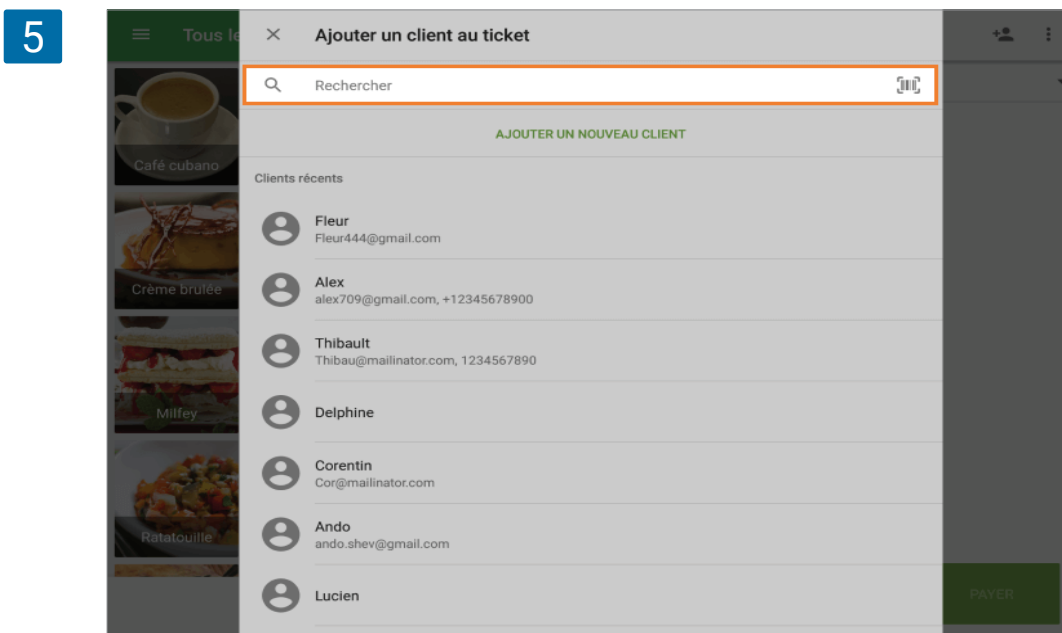 5
Tous le
Ajouter un client au ticket
Rechercher
AJOUTER UN NOUVEAU CLIENT
Café cubano
Clients récents
Fleur
Fleur444@gmail.com
Crème brulée
Alex
alex709@gmail.com, +12345678900
Thibault
Thibau@mailinator.com, 1234567890
Milfey
Delphine
Corentin
Cor@mailinator.com
Ratatouille
Ando
ando.shev@gmail.com
Lucien
PAYER